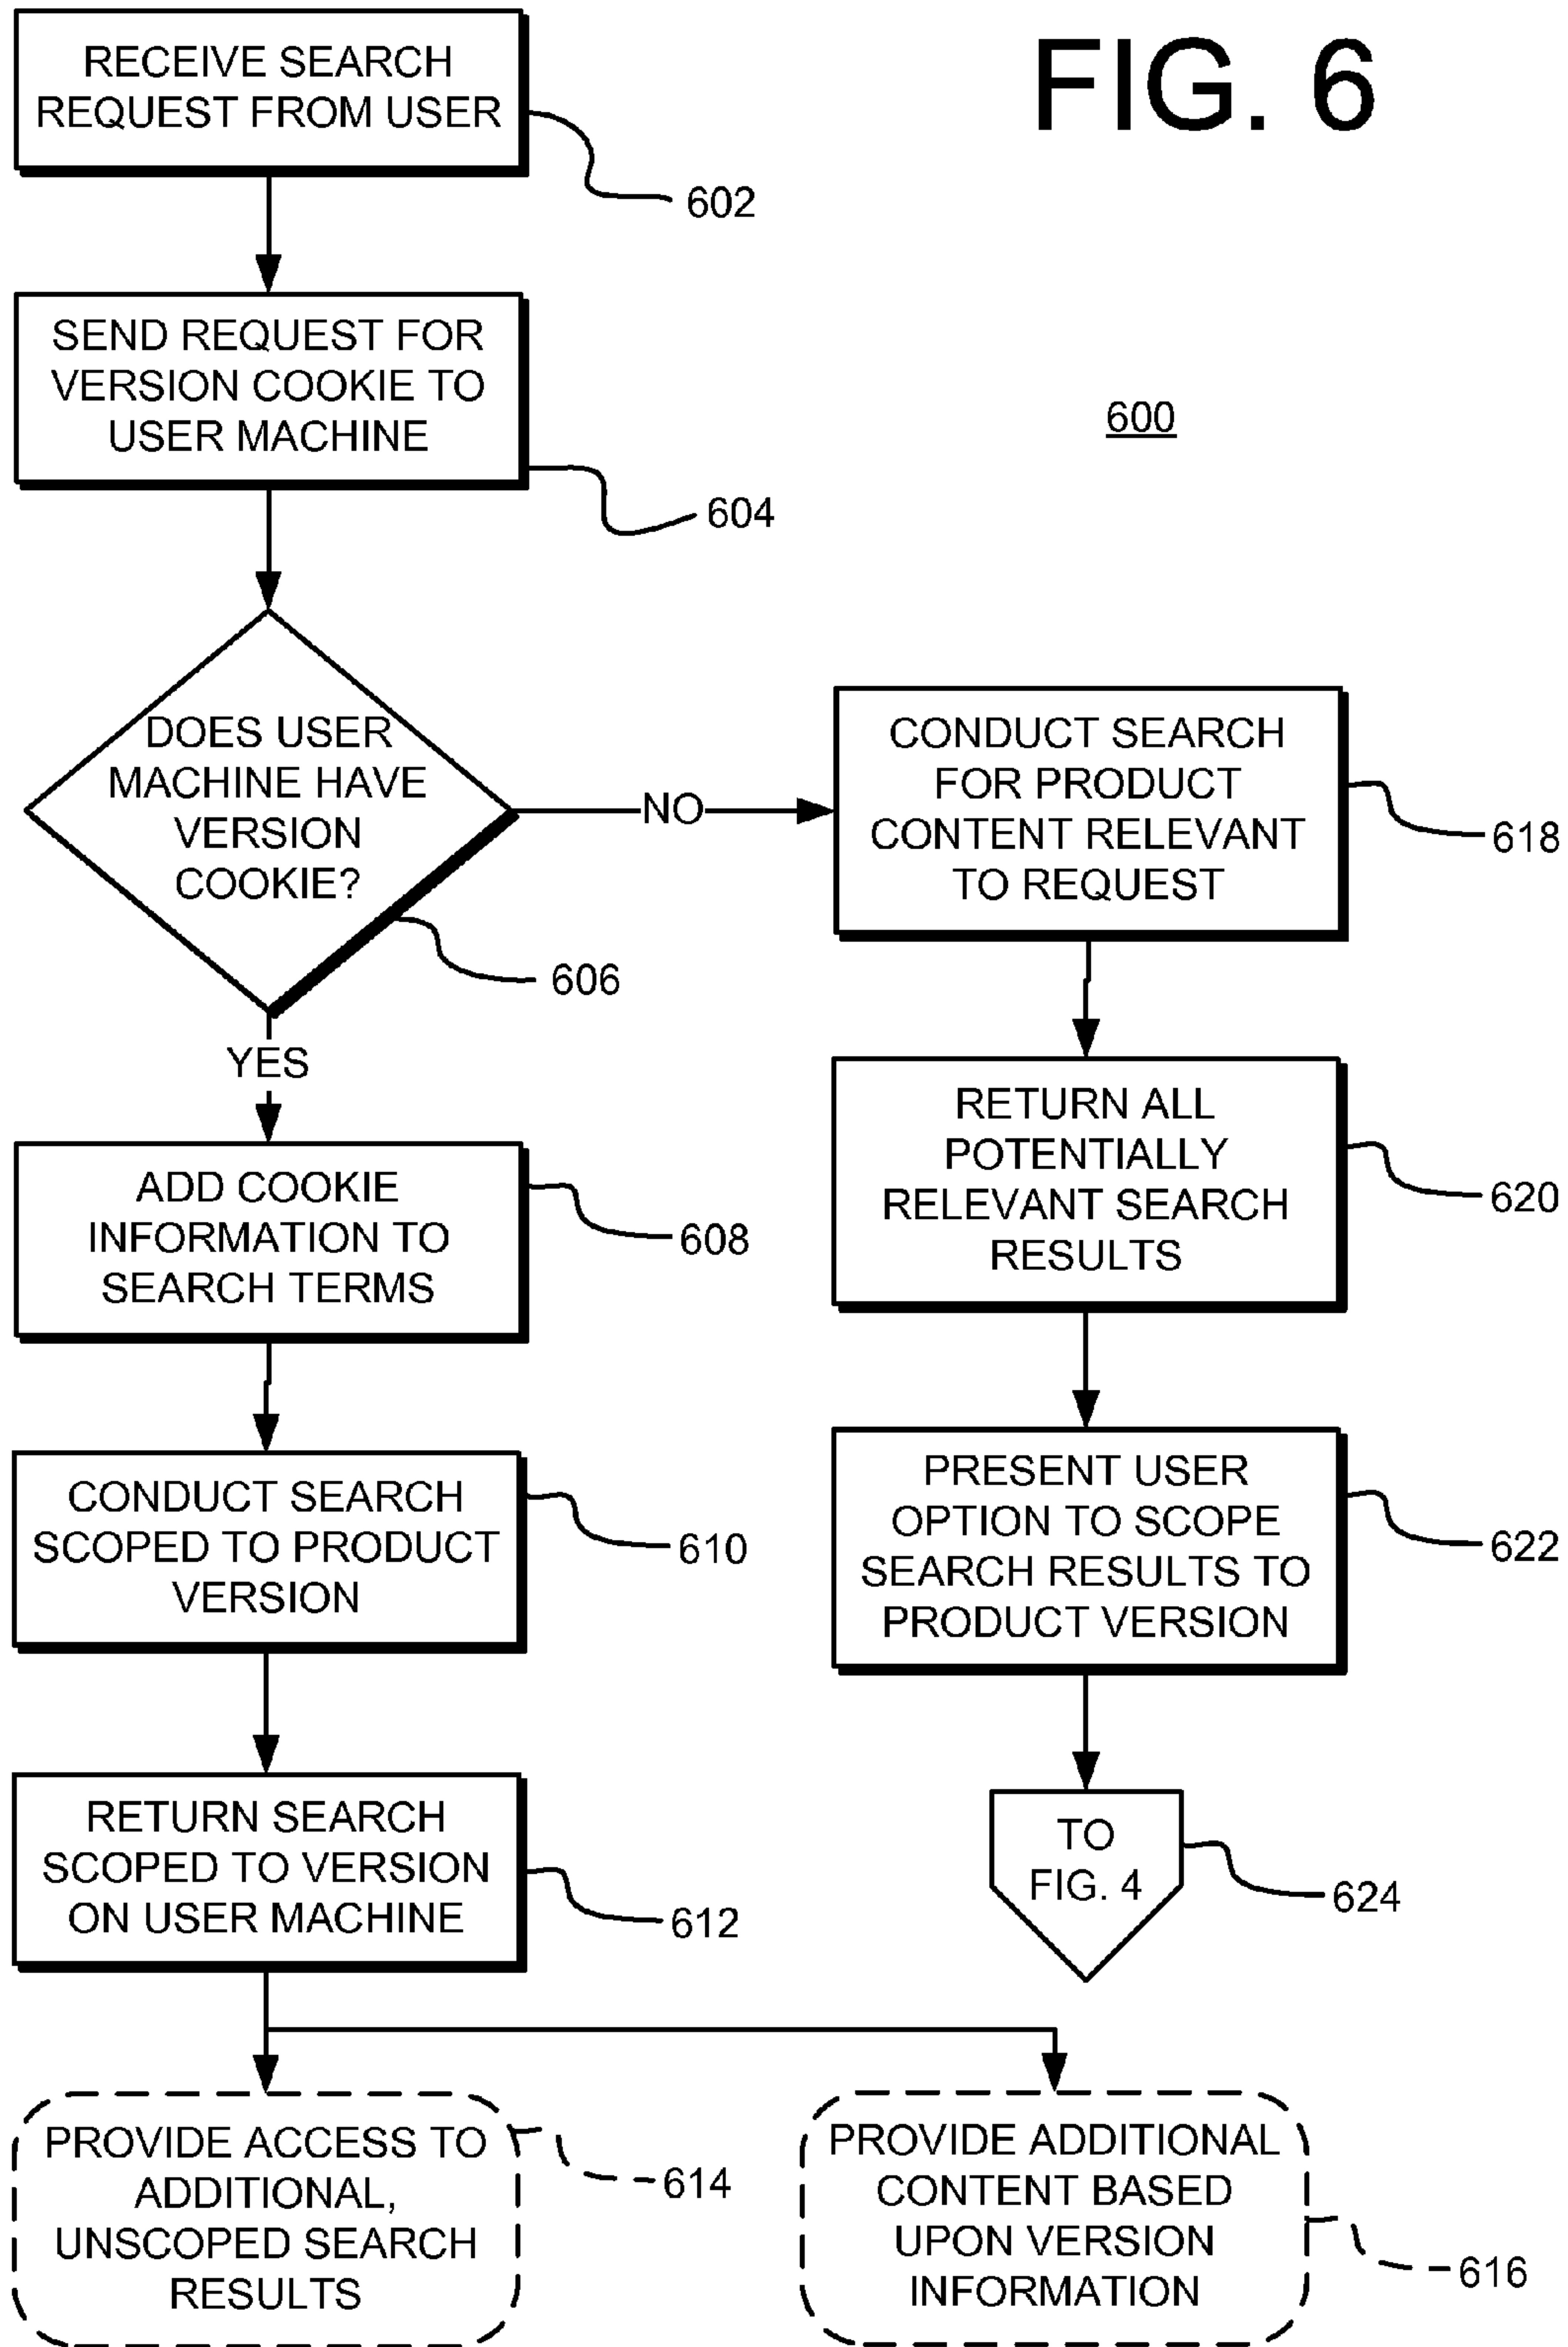 FIG. 6
600
RECEIVE SEARCH
REQUEST FROM USER
602
SEND REQUEST FOR
VERSION COOKIE TO
USER MACHINE
604
DOES USER
MACHINE HAVE
VERSION
COOKIE?
606
NO
YES
ADD COOKIE
INFORMATION TO
SEARCH TERMS
608
CONDUCT SEARCH
SCOPED TO PRODUCT
VERSION
610
RETURN SEARCH
SCOPED TO VERSION
ON USER MACHINE
612
PROVIDE ACCESS TO
ADDITIONAL,
UNSCOPED SEARCH
RESULTS
614
PROVIDE ADDITIONAL
CONTENT BASED
UPON VERSION
INFORMATION
616
CONDUCT SEARCH
FOR PRODUCT
CONTENT RELEVANT
TO REQUEST
618
RETURN ALL
POTENTIALLY
RELEVANT SEARCH
RESULTS
620
PRESENT USER
OPTION TO SCOPE
SEARCH RESULTS TO
PRODUCT VERSION
622
TO
FIG. 4
624